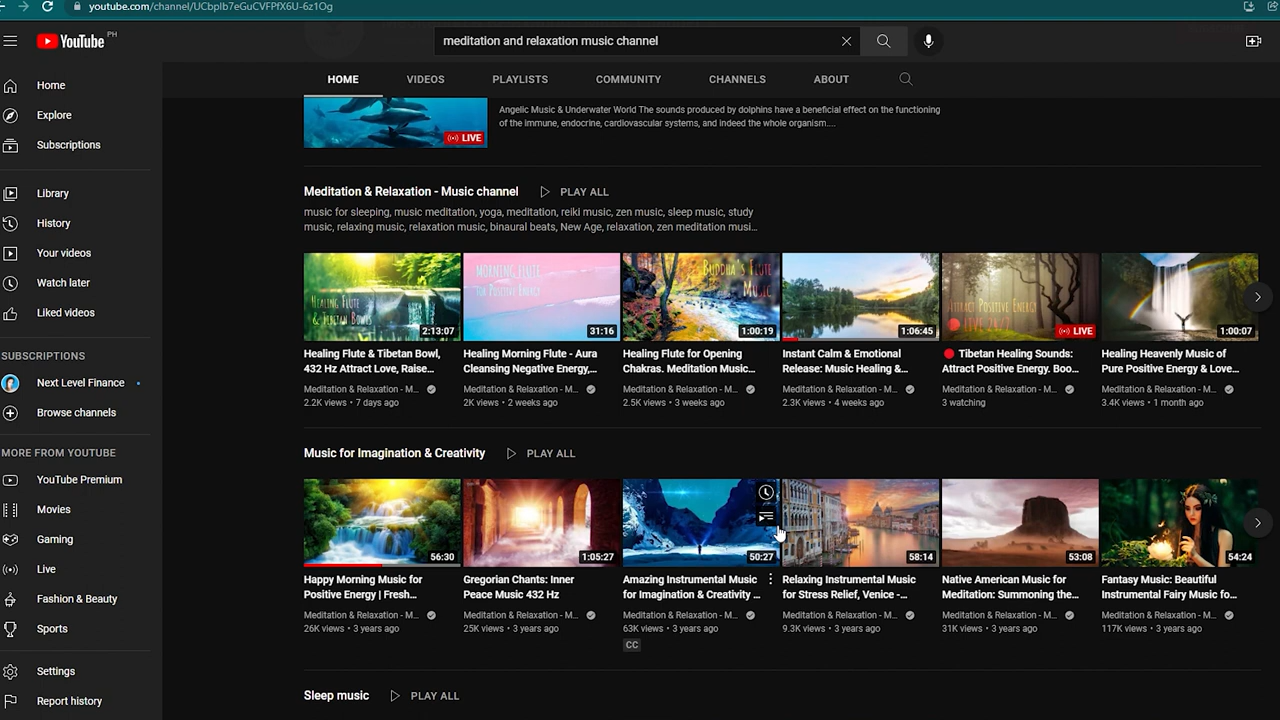 youtube.com/channel/UCbpIb7eGuCVFPfX6U-6z1Og
YouTube PH
meditation and relaxation music channel
Home
Explore
Subscriptions
Library
History
Your videos
Watch later
Liked videos
SUBSCRIPTIONS
Next Level Finance
Browse channels
MORE FROM YOUTUBE
YouTube Premium
Movies
Gaming
Live
Fashion & Beauty
Sports
Settings
Report history
HOME VIDEOS PLAYLISTS COMMUNITY CHANNELS ABOUT
LIVE
Angelic Music & Underwater World The sounds produced by dolphins have a beneficial effect on the functioning
of the immune, endocrine, cardiovascular systems, and indeed the whole organism....
Meditation & Relaxation - Music channel PLAY ALL
music for sleeping, music meditation, yoga, meditation, reiki music, zen music, sleep music, study
music, relaxing music, relaxation music, binaural beats, New Age, relaxation, zen meditation musi...
HEALING FLUTE
& TIBETAN BOWLS
2:13:07
Healing Flute & Tibetan Bowl,
432 Hz Attract Love, Raise...
Meditation & Relaxation - M...
2.2K views • 7 days ago
MORNING FLUTE
FOR POSITIVE ENERGY
31:16
Healing Morning Flute - Aura
Cleansing Negative Energy,...
Meditation & Relaxation - M...
2K views • 2 weeks ago
BUDDHA'S FLUTE
MUSIC
1:00:19
Healing Flute for Opening
Chakras. Meditation Music...
Meditation & Relaxation - M...
2.5K views • 3 weeks ago
1:06:45
Instant Calm & Emotional
Release: Music Healing &...
Meditation & Relaxation - M...
2.3K views • 4 weeks ago
ATTRACT POSITIVE ENERGY
LIVE 24/7
LIVE
Tibetan Healing Sounds:
Attract Positive Energy. Boo...
Meditation & Relaxation - M...
3 watching
1:00:07
Healing Heavenly Music of
Pure Positive Energy & Love...
Meditation & Relaxation - M...
3.4K views • 1 month ago
Music for Imagination & Creativity PLAY ALL
56:30
Happy Morning Music for
Positive Energy | Fresh...
Meditation & Relaxation - M...
26K views • 3 years ago
1:05:27
Gregorian Chants: Inner
Peace Music 432 Hz
Meditation & Relaxation - M...
25K views • 3 years ago
50:27
Amazing Instrumental Music
for Imagination & Creativity ...
Meditation & Relaxation - M...
63K views • 3 years ago
CC
58:14
Relaxing Instrumental Music
for Stress Relief, Venice -...
Meditation & Relaxation - M...
9.3K views • 3 years ago
53:08
Native American Music for
Meditation: Summoning the...
Meditation & Relaxation - M...
31K views • 3 years ago
54:24
Fantasy Music: Beautiful
Instrumental Fairy Music fo...
Meditation & Relaxation - M...
117K views • 3 years ago
Sleep music PLAY ALL